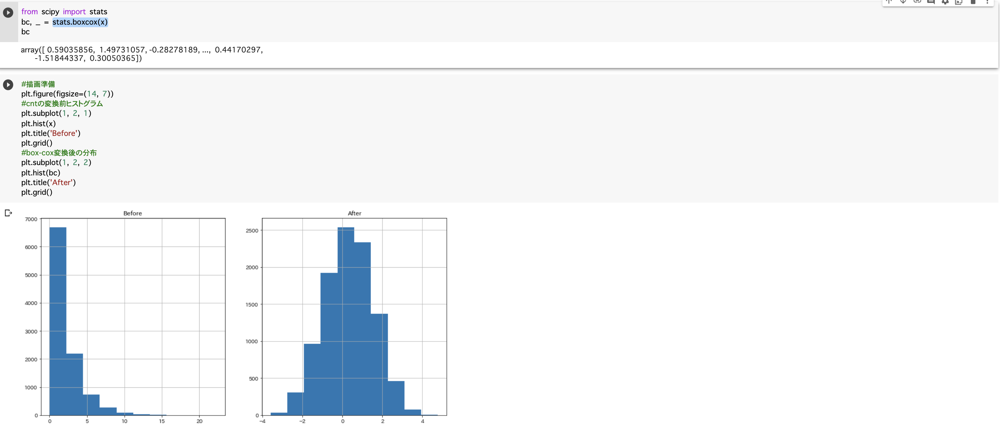 from scipy import stats
bc, _ = stats.boxcox(x)
bc
array([ 0.59035856, 1.49731057, -0.28278189, ..., 0.44170297,
-1.51844337, 0.30050365])
#描画準備
plt.figure(figsize=(14, 7))
#cntの変換前ヒストグラム
plt.subplot(1, 2, 1)
plt.hist(x)
plt.title('Before')
plt.grid()
#box-cox変換後の分布
plt.subplot(1, 2, 2)
plt.hist(bc)
plt.title('After')
plt.grid()
Before
7000
6000
5000
4000
3000
2000
1000
0
0 5 10 15 20
After
2500
2000
1500
1000
500
0
−4 −2 0 2 4